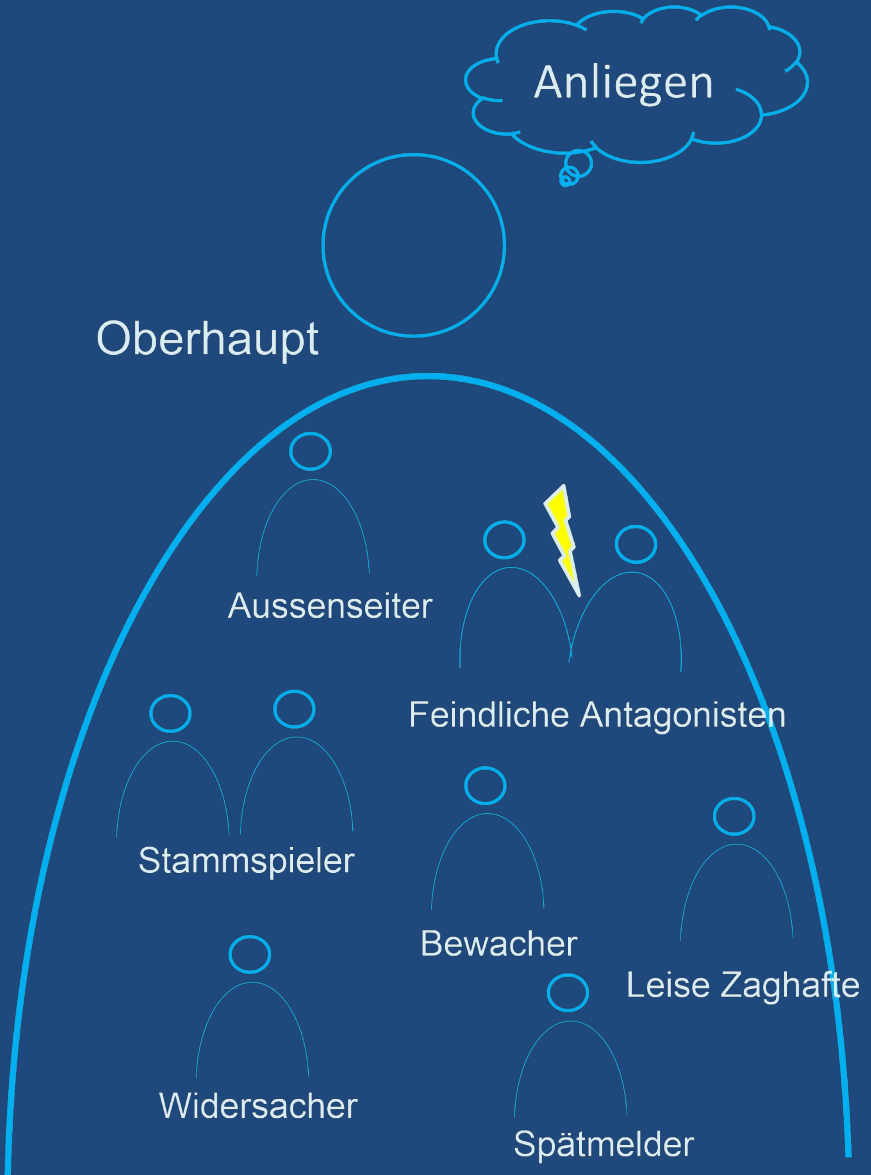 Anliegen
Oberhaupt
Aussenseiter
Feindliche Antagonisten
Stammspieler
Bewacher
Leise Zaghafte
Widersacher
Spätmelder